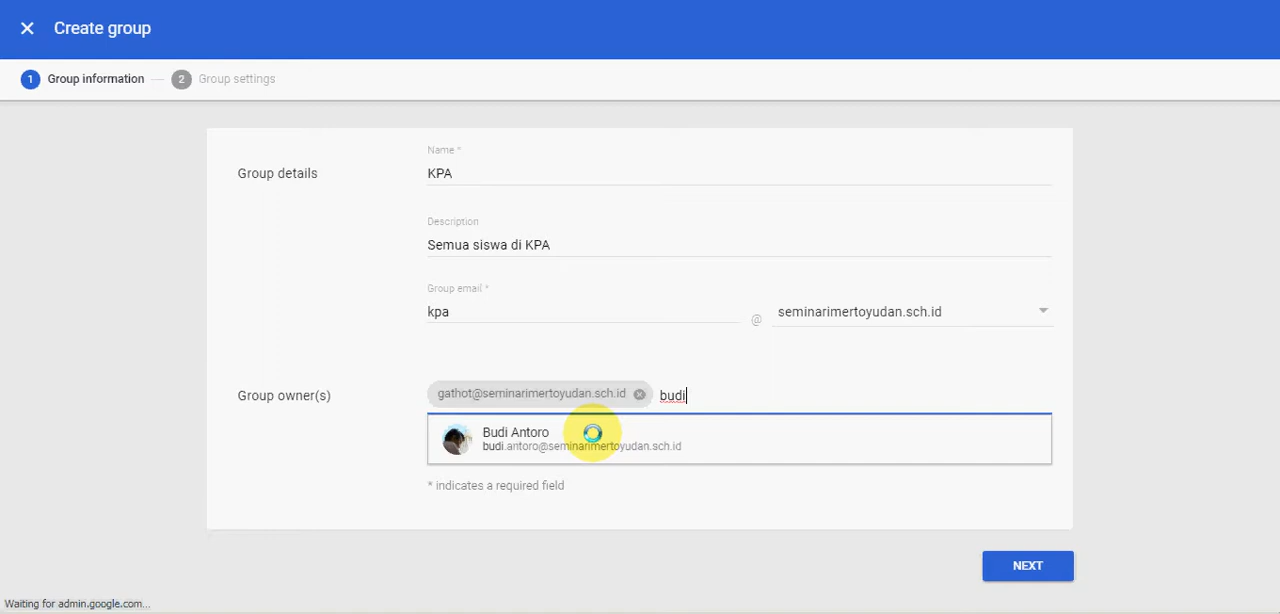 Create group
1 Group information
2 Group settings
Group details
Name *
KPA
Description
Semua siswa di KPA
Group email *
kpa @ seminarimertoyudan.sch.id
Group owner(s)
gathot@seminarimertoyudan.sch.id budi
Budi Antoro
budi.antoro@seminarimertoyudan.sch.id
* indicates a required field
NEXT
Waiting for admin.google.com...